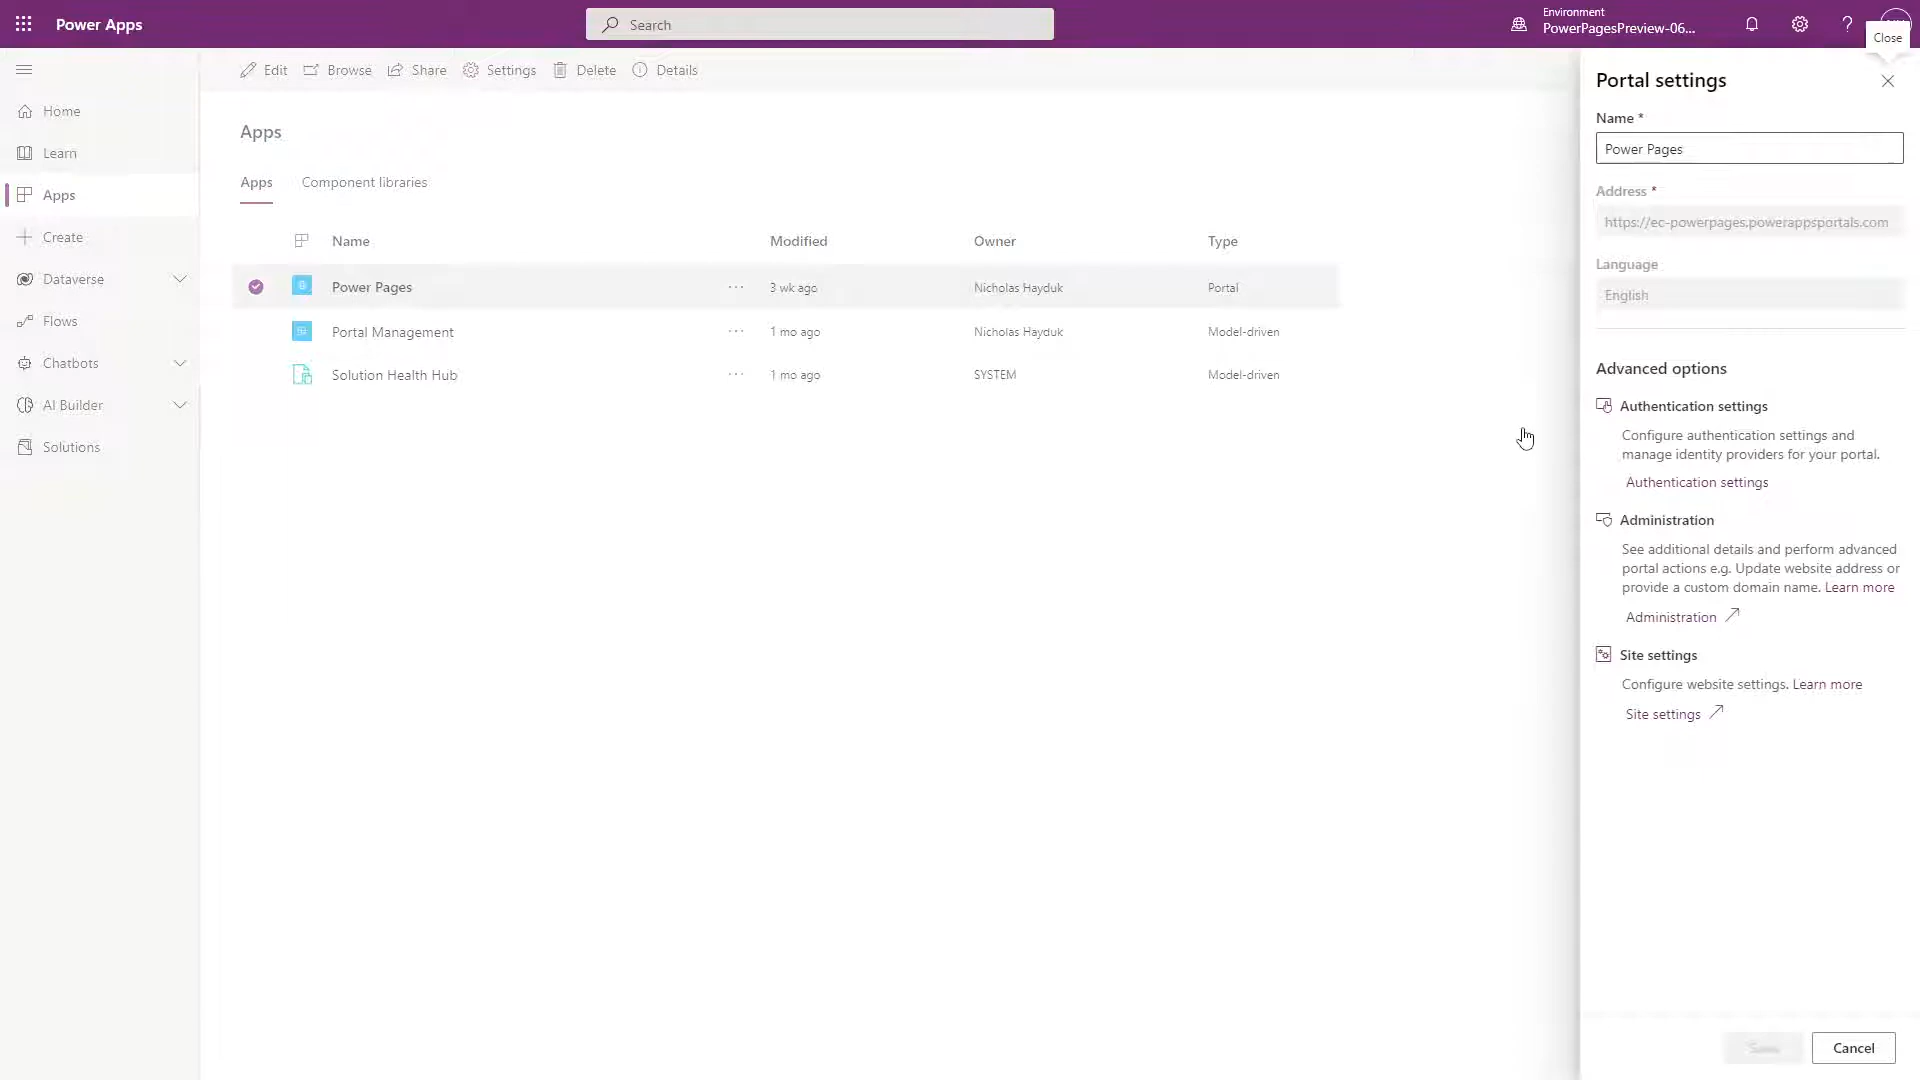 Power Apps
Search
Environment
PowerPagesPreview-06...
?
Close
Edit
Browse
Share
Settings
Delete
Details
Home
Learn
Apps
Create
Dataverse
Flows
Chatbots
AI Builder
Solutions
Apps
Apps
Component libraries
Name
Modified
Owner
Type
Power Pages
...
3 wk ago
Nicholas Hayduk
Portal
Portal Management
...
1 mo ago
Nicholas Hayduk
Model-driven
Solution Health Hub
...
1 mo ago
SYSTEM
Model-driven
Portal settings
Name *
Power Pages
Address *
https://ec-powerpages.powerappsportals.com
Language
English
Advanced options
Authentication settings
Configure authentication settings and
manage identity providers for your portal.
Authentication settings
Administration
See additional details and perform advanced
portal actions e.g. Update website address or
provide a custom domain name. Learn more
Administration
Site settings
Configure website settings. Learn more
Site settings
Save
Cancel